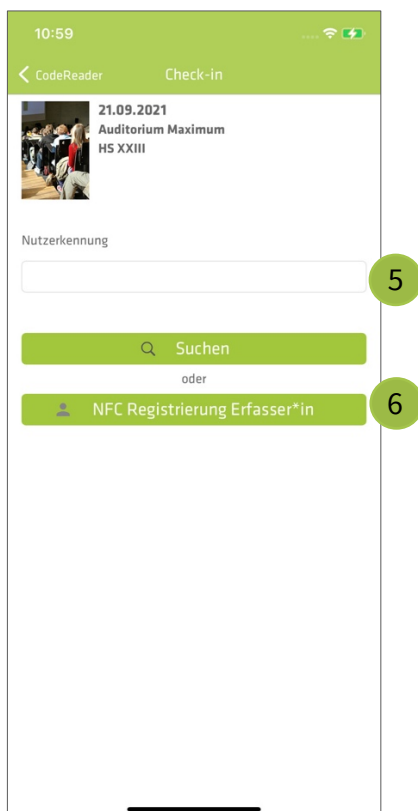 10:59
CodeReader
Check-in
21.09.2021
Auditorium Maximum
HS XXIII
Nutzerkennung
5
Suchen
oder
NFC Registrierung Erfasser*in
6